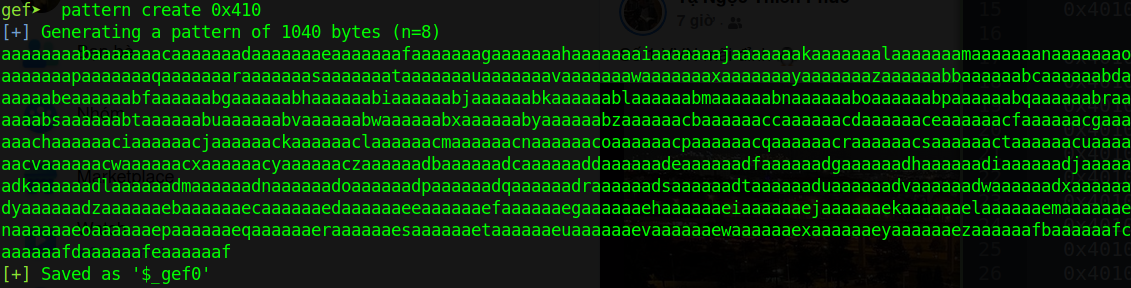 gef➤  pattern create 0x410
[+] Generating a pattern of 1040 bytes (n=8)
aaaaaaaabaaaaaaacaaaaaaadaaaaaaaeaaaaaaafaaaaaaagaaaaaaahaaaaaaaiaaaaaaajaaaaaaakaaaaaaalaaaaaaamaaaaaaanaaaaaaao
aaaaaaapaaaaaaaqaaaaaaaraaaaaaasaaaaaaataaaaaaauaaaaaaavaaaaaaawaaaaaaaxaaaaaaayaaaaaaazaaaaaabbaaaaaabcaaaaaabda
aaaaabeaaaaaabfaaaaaabgaaaaaabhaaaaaabiaaaaaabjaaaaaabkaaaaaablaaaaaabmaaaaaabnaaaaaaboaaaaaabpaaaaaabqaaaaaabraa
aaaabsaaaaaabtaaaaaabuaaaaaabvaaaaaabwaaaaaabxaaaaaabyaaaaaabzaaaaaacbaaaaaaccaaaaaacdaaaaaaceaaaaaacfaaaaaacgaaa
aaachaaaaaaciaaaaaacjaaaaaackaaaaaaclaaaaaacmaaaaaacnaaaaaacoaaaaaacpaaaaaacqaaaaaacraaaaaacsaaaaaactaaaaaacuaaaa
aacvaaaaaacwaaaaaacxaaaaaacyaaaaaaczaaaaaadbaaaaaadcaaaaaaddaaaaaadeaaaaaadfaaaaaadgaaaaaadhaaaaaadiaaaaaadjaaaaa
adkaaaaaadlaaaaaadmaaaaaadnaaaaaadoaaaaaadpaaaaaadqaaaaaadraaaaaadsaaaaaadtaaaaaaduaaaaaadvaaaaaadwaaaaaadxaaaaaa
dyaaaaaadzaaaaaaebaaaaaaecaaaaaaedaaaaaaeeaaaaaaefaaaaaaegaaaaaaehaaaaaaeiaaaaaaejaaaaaaekaaaaaaelaaaaaaemaaaaaae
naaaaaaeoaaaaaaepaaaaaaeqaaaaaaeraaaaaaesaaaaaaetaaaaaaeuaaaaaaevaaaaaaewaaaaaaexaaaaaaeyaaaaaaezaaaaaafbaaaaaafc
aaaaaafdaaaaaafeaaaaaaf
[+] Saved as '$_gef0'